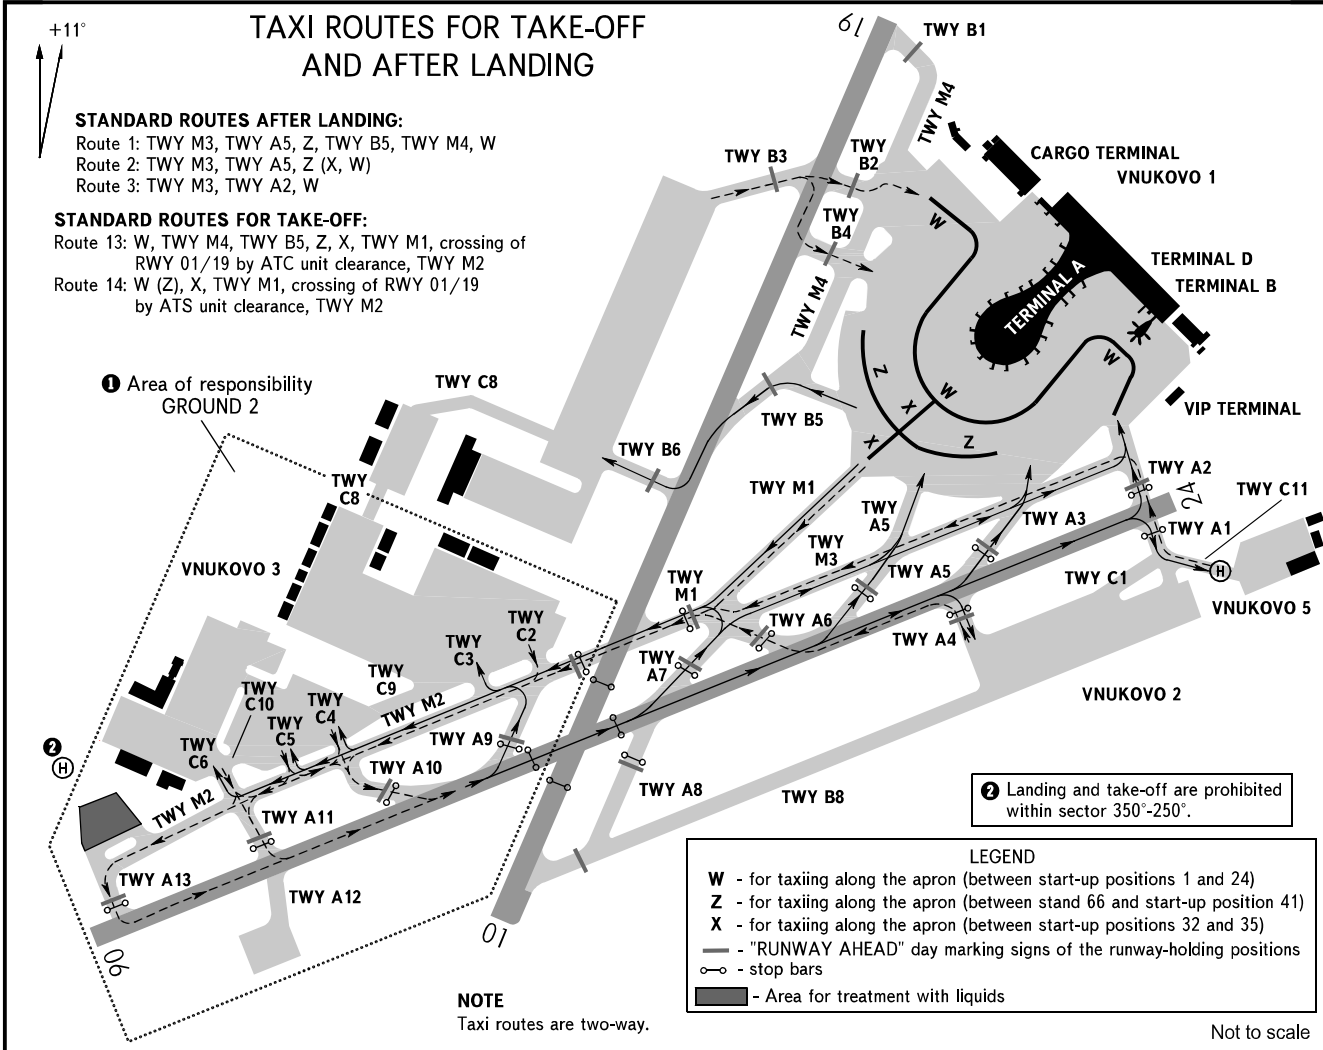 +11°
TAXI ROUTES FOR TAKE-OFF
AND AFTER LANDING
STANDARD ROUTES AFTER LANDING:
Route 1: TWY M3, TWY A5, Z, TWY B5, TWY M4, W
Route 2: TWY M3, TWY A5, Z (X, W)
Route 3: TWY M3, TWY A2, W
STANDARD ROUTES FOR TAKE-OFF:
Route 13: W, TWY M4, TWY B5, Z, X, TWY M1, crossing of
RWY 01/19 by ATC unit clearance, TWY M2
Route 14: W (Z), X, TWY M1, crossing of RWY 01/19
by ATS unit clearance, TWY M2
19
TWY B1
TWY M4
TWY B3
TWY
B2
CARGO TERMINAL
VNUKOVO 1
TWY
B4
W
TERMINAL D
TERMINAL A
TERMINAL B
TWY M4
Z
W
W
X
VIP TERMINAL
1 Area of responsibility
GROUND 2
TWY C8
TWY B5
X
Z
TWY B6
TWY
C8
TWY M1
TWY A2
24
TWY C11
TWY
A5
TWY A3
TWY A1
TWY
M3
VNUKOVO 3
TWY A5
TWY C1
H
TWY
M1
VNUKOVO 5
TWY
C2
TWY A6
TWY A4
TWY
C3
TWY
A7
TWY
C9
VNUKOVO 2
TWY
C10
TWY M2
TWY
C4
TWY
C5
TWY A9
2
H
TWY
C6
TWY A10
TWY A8
TWY B8
TWY M2
TWY A11
TWY A13
TWY A12
06
01
2 Landing and take-off are prohibited
within sector 350°-250°.
LEGEND
W - for taxiing along the apron (between start-up positions 1 and 24)
Z - for taxiing along the apron (between stand 66 and start-up position 41)
X - for taxiing along the apron (between start-up positions 32 and 35)
- "RUNWAY AHEAD" day marking signs of the runway-holding positions
- stop bars
- Area for treatment with liquids
NOTE
Taxi routes are two-way.
Not to scale